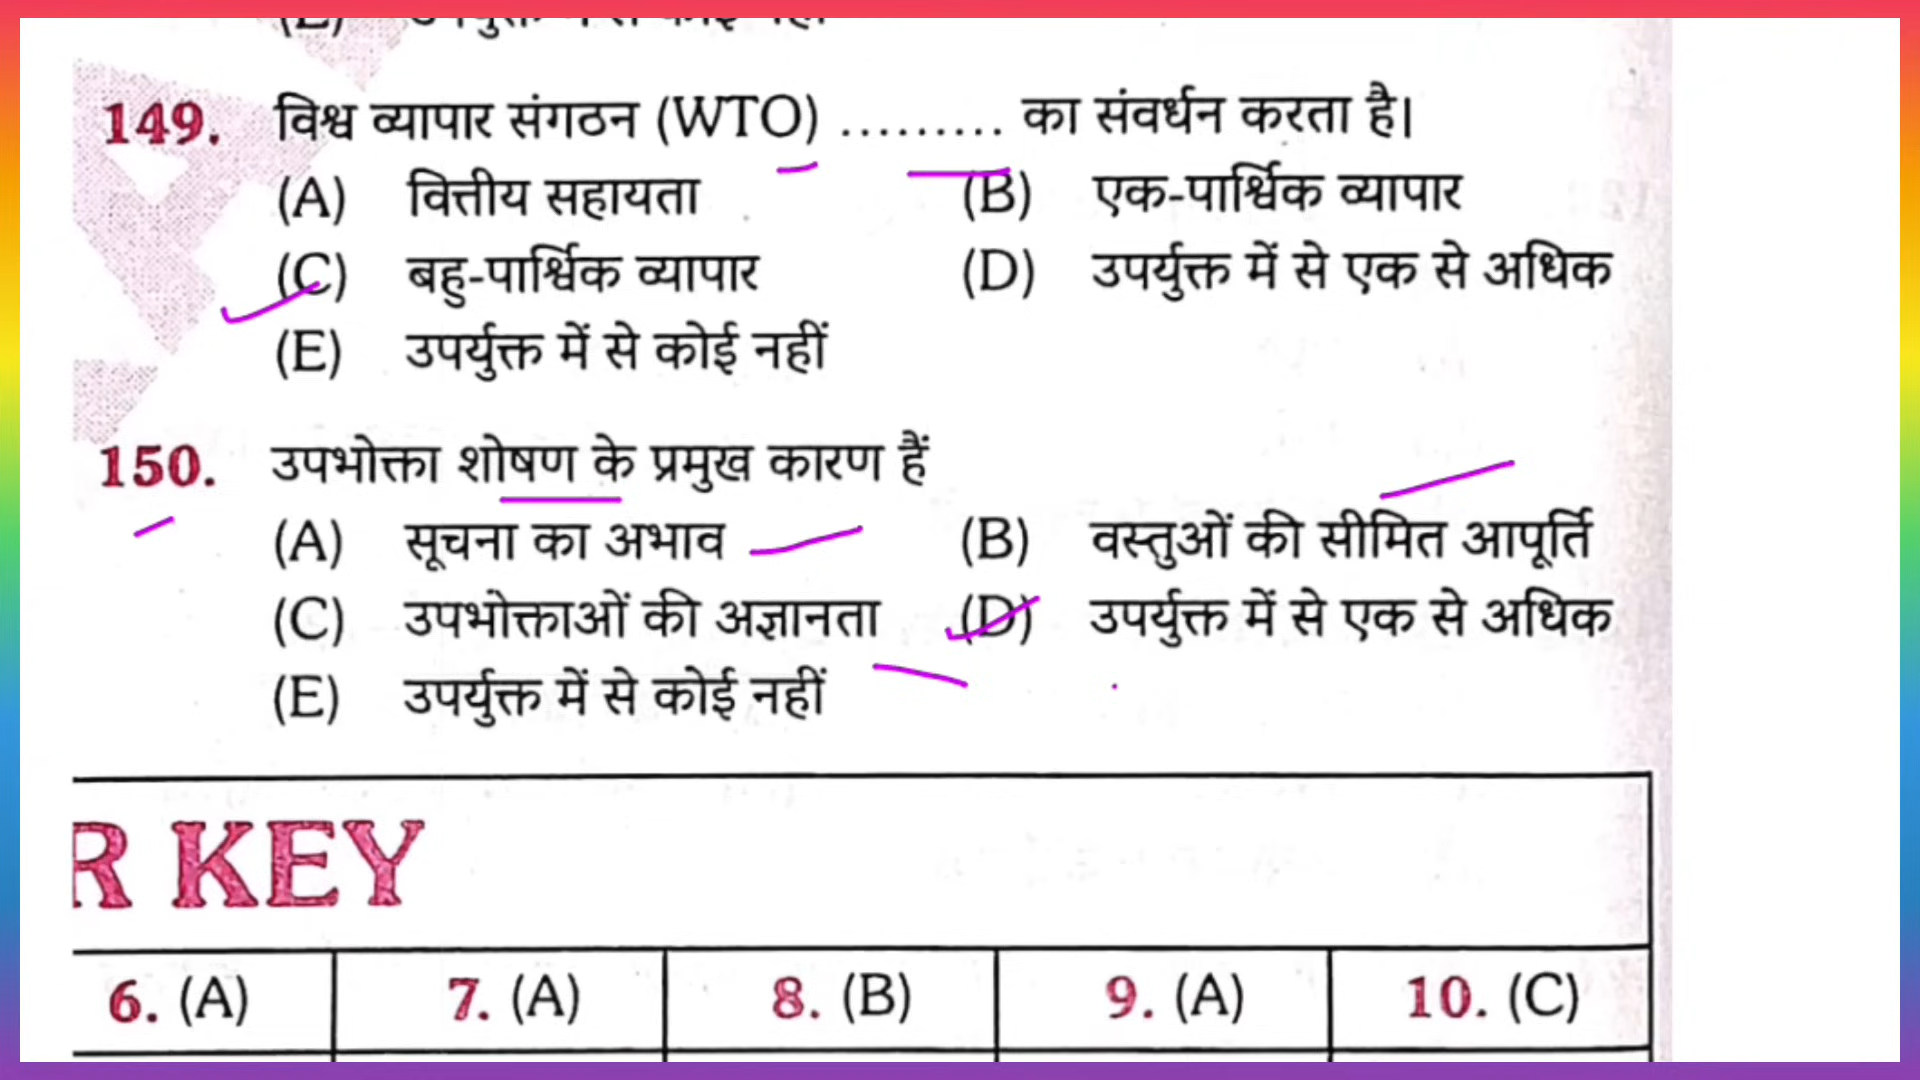 149. विश्व व्यापार संगठन (WTO) ......... का संवर्धन करता है।
(A) वित्तीय सहायता (B) एक-पार्श्विक व्यापार
(C) बहु-पार्श्विक व्यापार (D) उपर्युक्त में से एक से अधिक
(E) उपर्युक्त में से कोई नहीं
150. उपभोक्ता शोषण के प्रमुख कारण हैं
(A) सूचना का अभाव (B) वस्तुओं की सीमित आपूर्ति
(C) उपभोक्ताओं की अज्ञानता (D) उपर्युक्त में से एक से अधिक
(E) उपर्युक्त में से कोई नहीं
R KEY
6. (A) 7. (A) 8. (B) 9. (A) 10. (C)